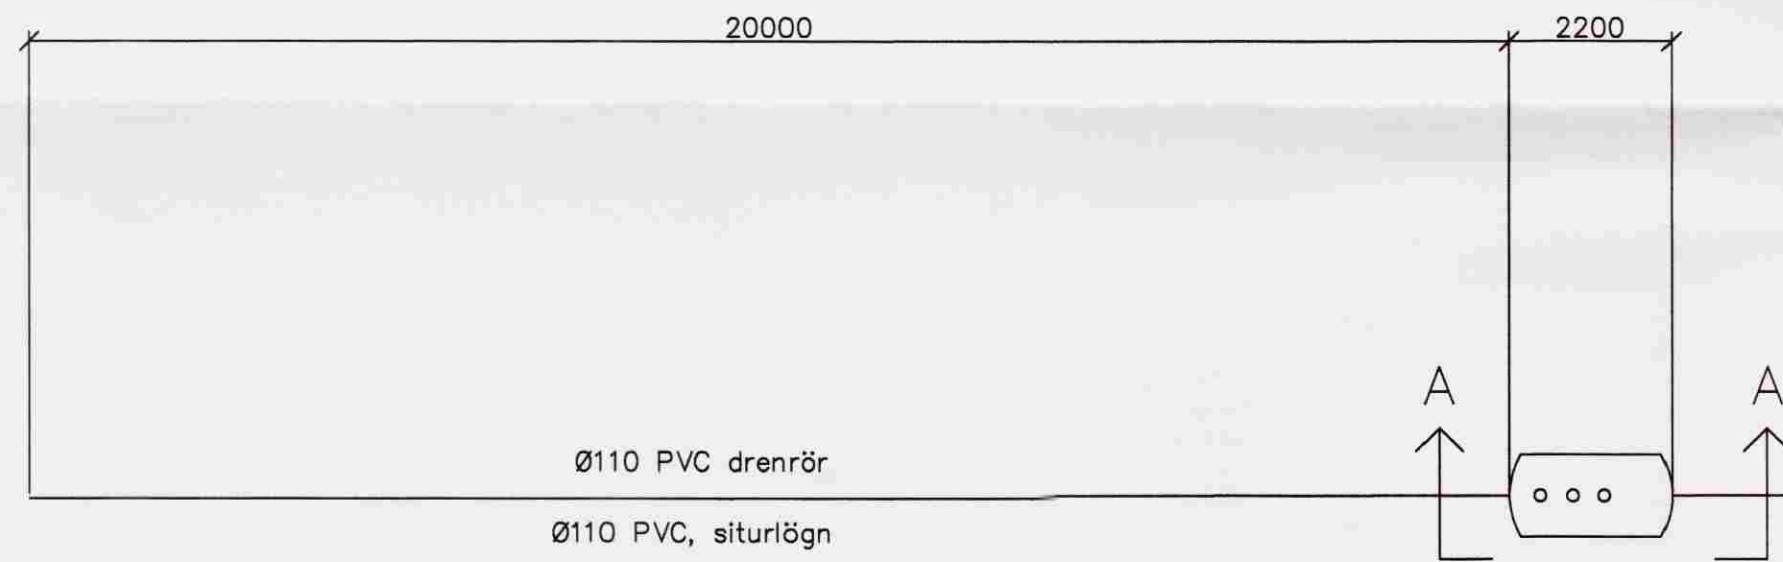 20000
2200
A
A
Ø110 PVC drenrör
Ø110 PVC, siturlögn